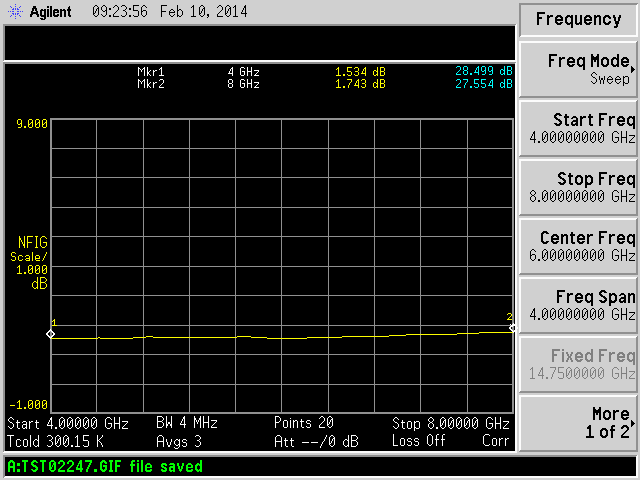 Agilent 09:23:56 Feb 10, 2014
Frequency
Mkr1 4 GHz 1.534 dB 28.499 dB
Mkr2 8 GHz 1.743 dB 27.554 dB
9.000
NFIG
Scale/
1.000
dB
1
2
-1.000
Start 4.00000 GHz BW 4 MHz Points 20 Stop 8.00000 GHz
Tcold 300.15 K Avgs 3 Att --/0 dB Loss Off Corr
A:TST02247.GIF file saved
Freq Mode
Sweep
Start Freq
4.00000000 GHz
Stop Freq
8.00000000 GHz
Center Freq
6.00000000 GHz
Freq Span
4.00000000 GHz
Fixed Freq
14.7500000 GHz
More
1 of 2